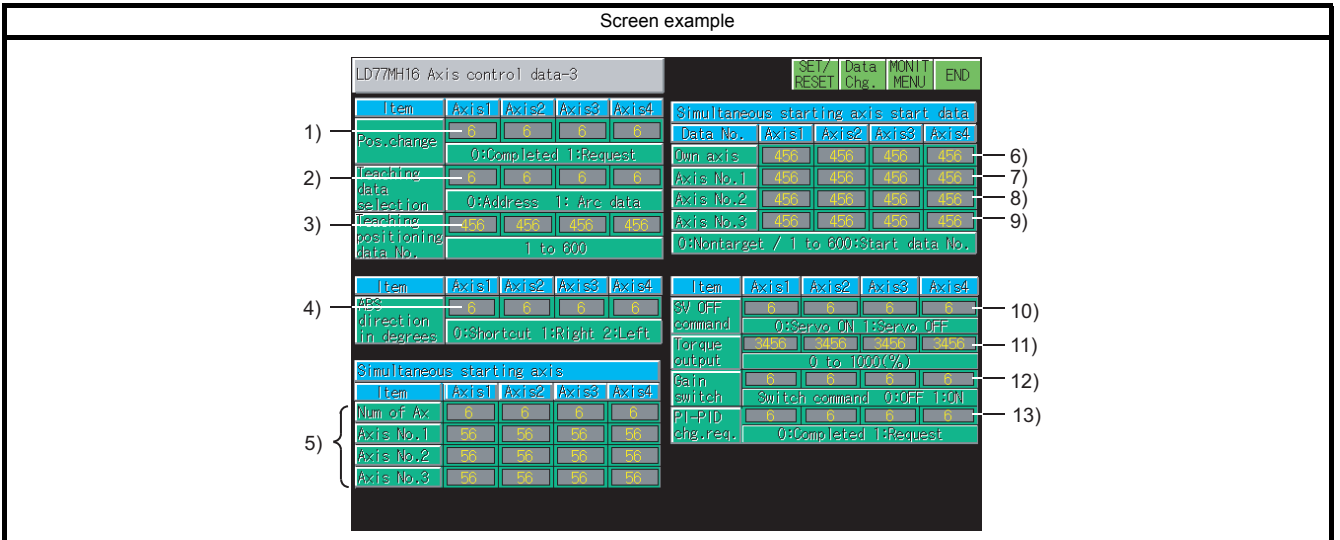 Screen example
LD77MH16 Axis control data-3
SET/ RESET
Data Chg.
MONIT MENU
END
Item Axis1 Axis2 Axis3 Axis4
1) Pos.change 6 6 6 6
0:Completed 1:Request
2) Teaching data selection 6 6 6 6
0:Address 1: Arc data
3) Teaching positioning data No. 456 456 456 456
1 to 600
Item Axis1 Axis2 Axis3 Axis4
4) ABS direction in degrees 6 6 6 6
0:Shortcut 1:Right 2:Left
Simultaneous starting axis
Item Axis1 Axis2 Axis3 Axis4
5)
Num of Ax 6 6 6 6
Axis No.1 56 56 56 56
Axis No.2 56 56 56 56
Axis No.3 56 56 56 56
Simultaneous starting axis start data
Data No. Axis1 Axis2 Axis3 Axis4
Own axis 456 456 456 456 6)
Axis No.1 456 456 456 456 7)
Axis No.2 456 456 456 456 8)
Axis No.3 456 456 456 456 9)
0:Nontarget / 1 to 600:Start data No.
Item Axis1 Axis2 Axis3 Axis4
SV OFF command 6 6 6 6 10)
0:Servo ON 1:Servo OFF
Torque output 3456 3456 3456 3456 11)
0 to 1000(%)
Gain switch 6 6 6 6 12)
Switch command 0:OFF 1:ON
PI-PID chg.req. 6 6 6 6 13)
0:Completed 1:Request